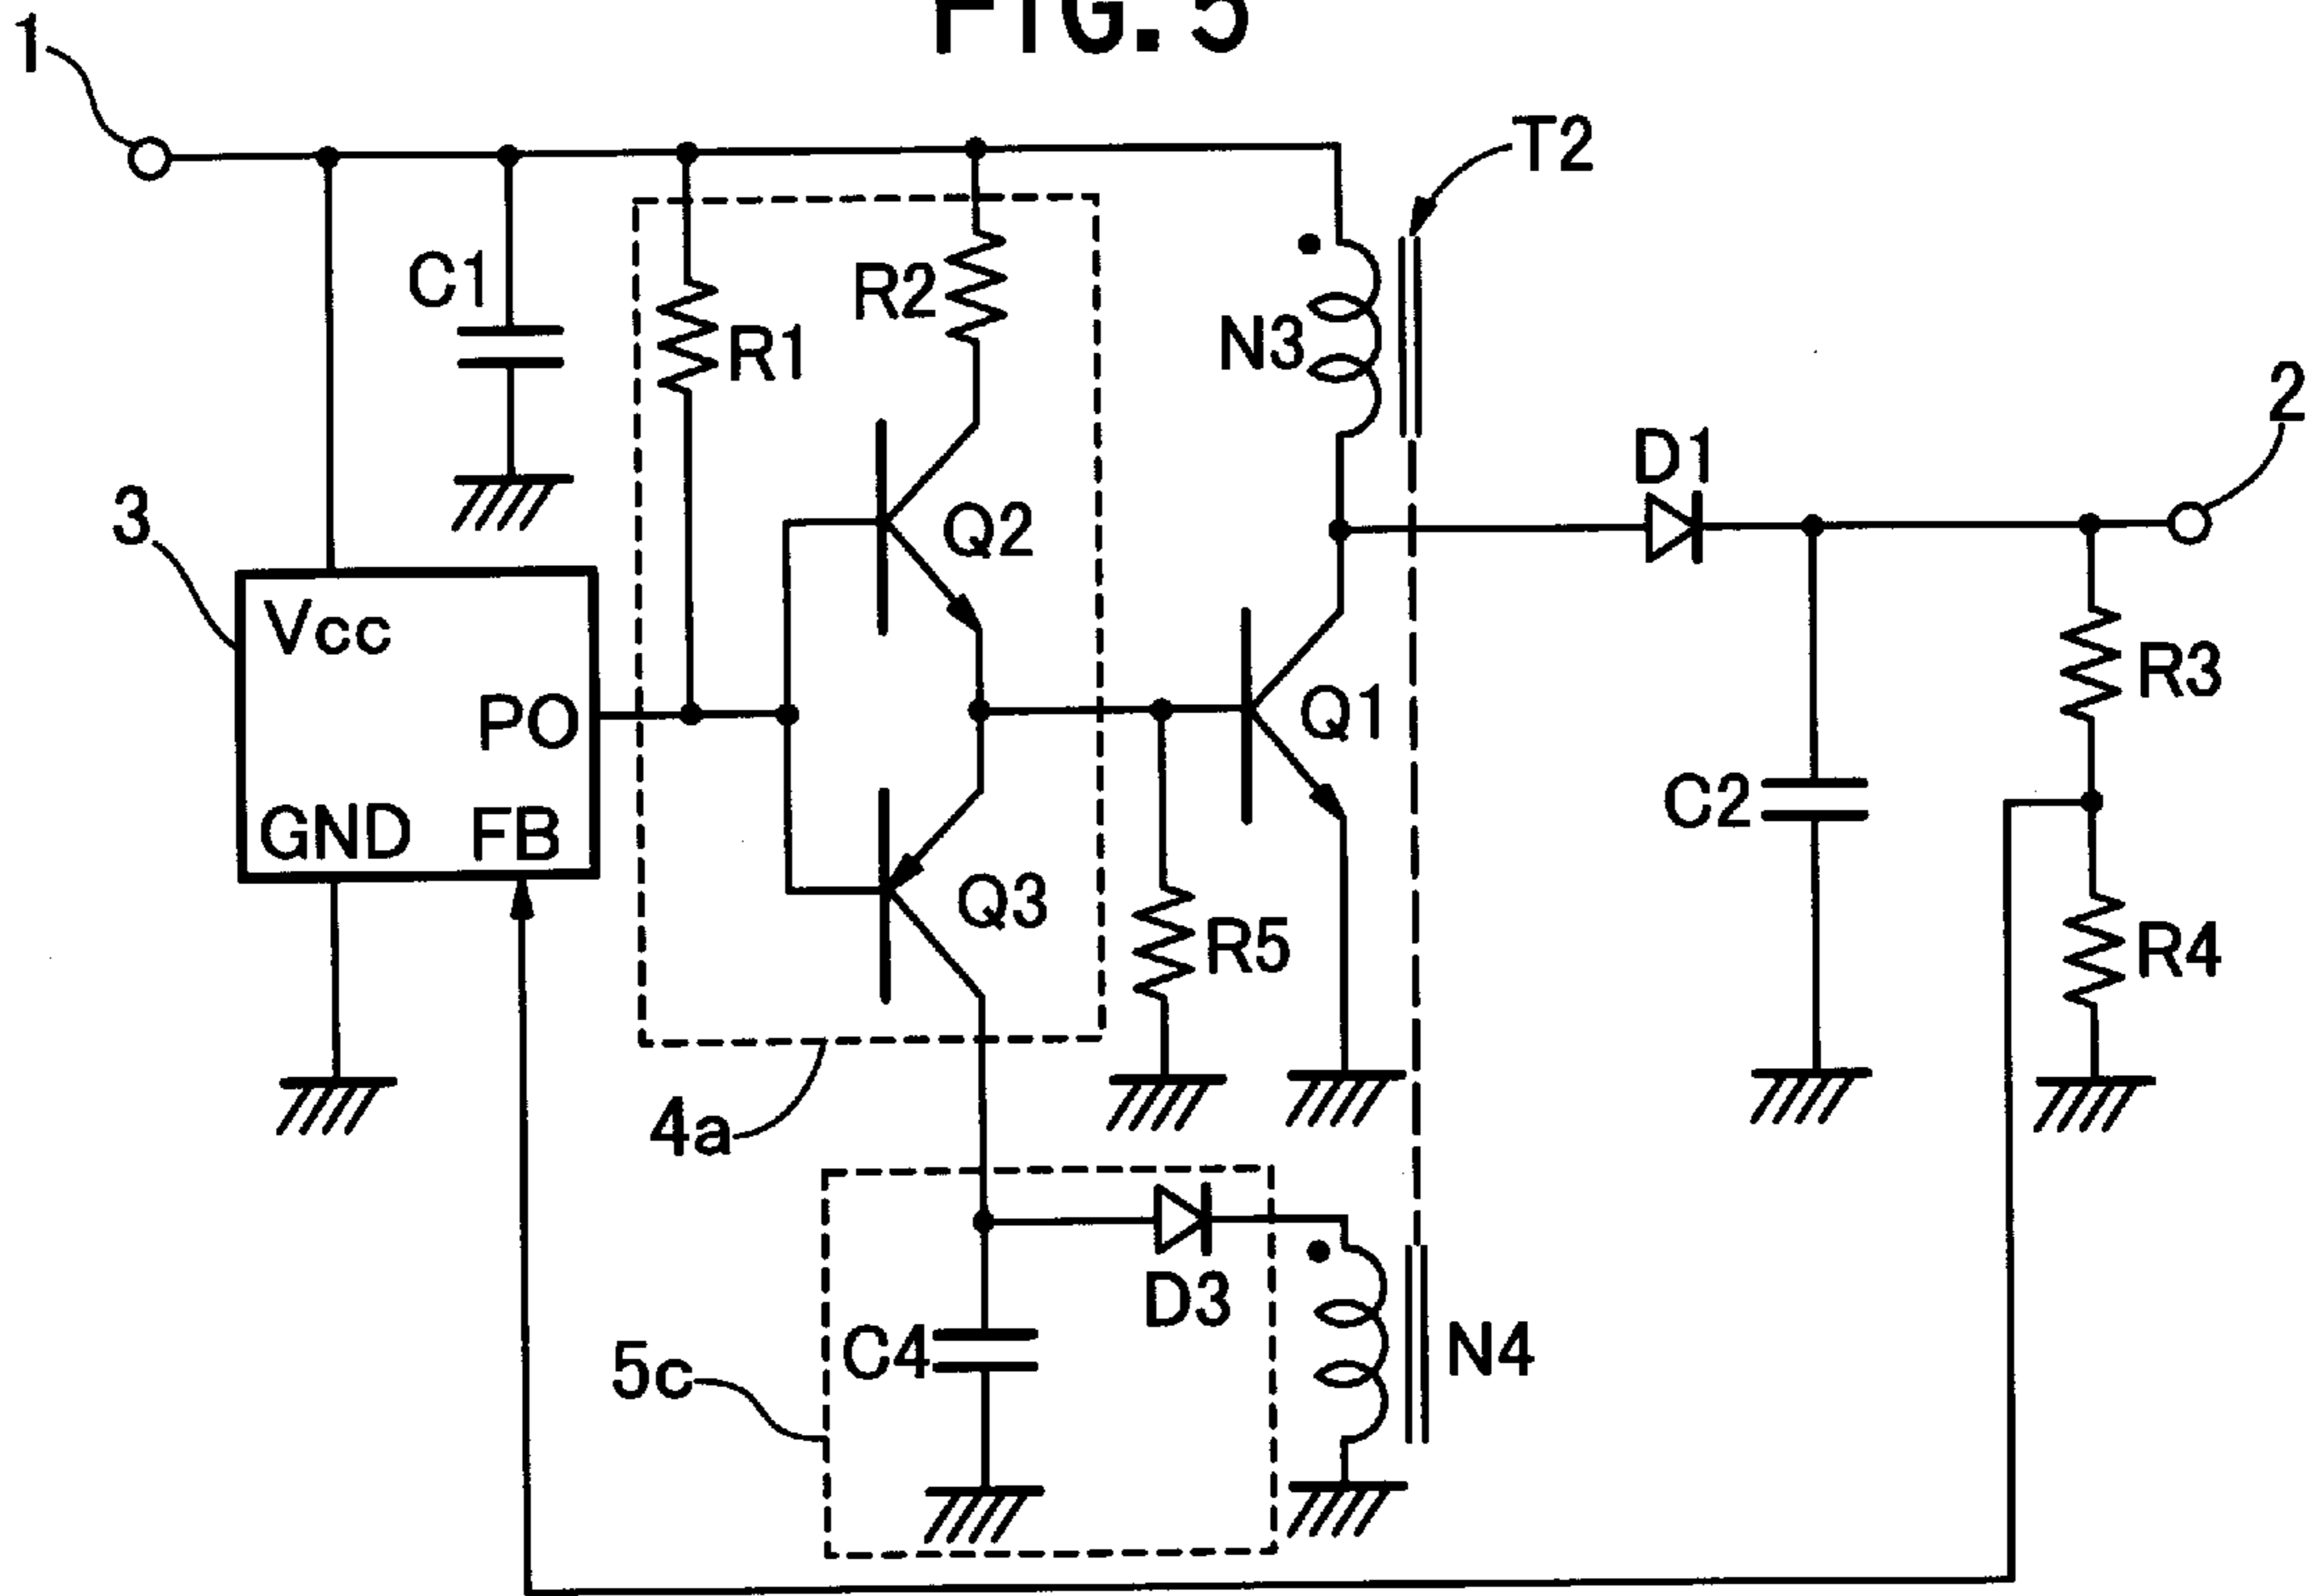 FIG. 5
1
T2
C1
R2
R1
N3
2
D1
3
Q2
Vcc
R3
PO
Q1
C2
GND
FB
Q3
R5
R4
4a
D3
C4
N4
5c